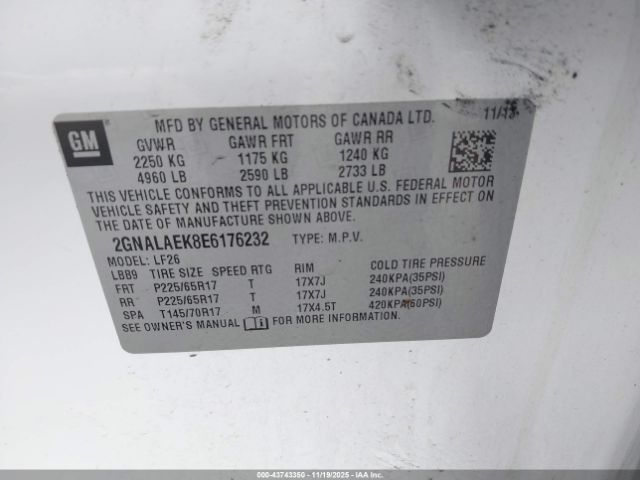 MFD BY GENERAL MOTORS OF CANADA LTD. 11/13
GM
GVWR GAWR FRT GAWR RR
2250 KG 1175 KG 1240 KG
4960 LB 2590 LB 2733 LB
THIS VEHICLE CONFORMS TO ALL APPLICABLE U.S. FEDERAL MOTOR
VEHICLE SAFETY AND THEFT PREVENTION STANDARDS IN EFFECT ON
THE DATE OF MANUFACTURE SHOWN ABOVE.
2GNALAEK8E6176232 TYPE: M.P.V.
MODEL: LF26
LB89 TIRE SIZE SPEED RTG RIM COLD TIRE PRESSURE
FRT P225/65R17 T 17X7J 240KPA(35PSI)
RR P225/65R17 T 17X7J 240KPA(35PSI)
SPA T145/70R17 M 17X4.5T 420KPA(60PSI)
SEE OWNER'S MANUAL FOR MORE INFORMATION.
000-43743350 - 11/19/2025 - IAA, Inc.